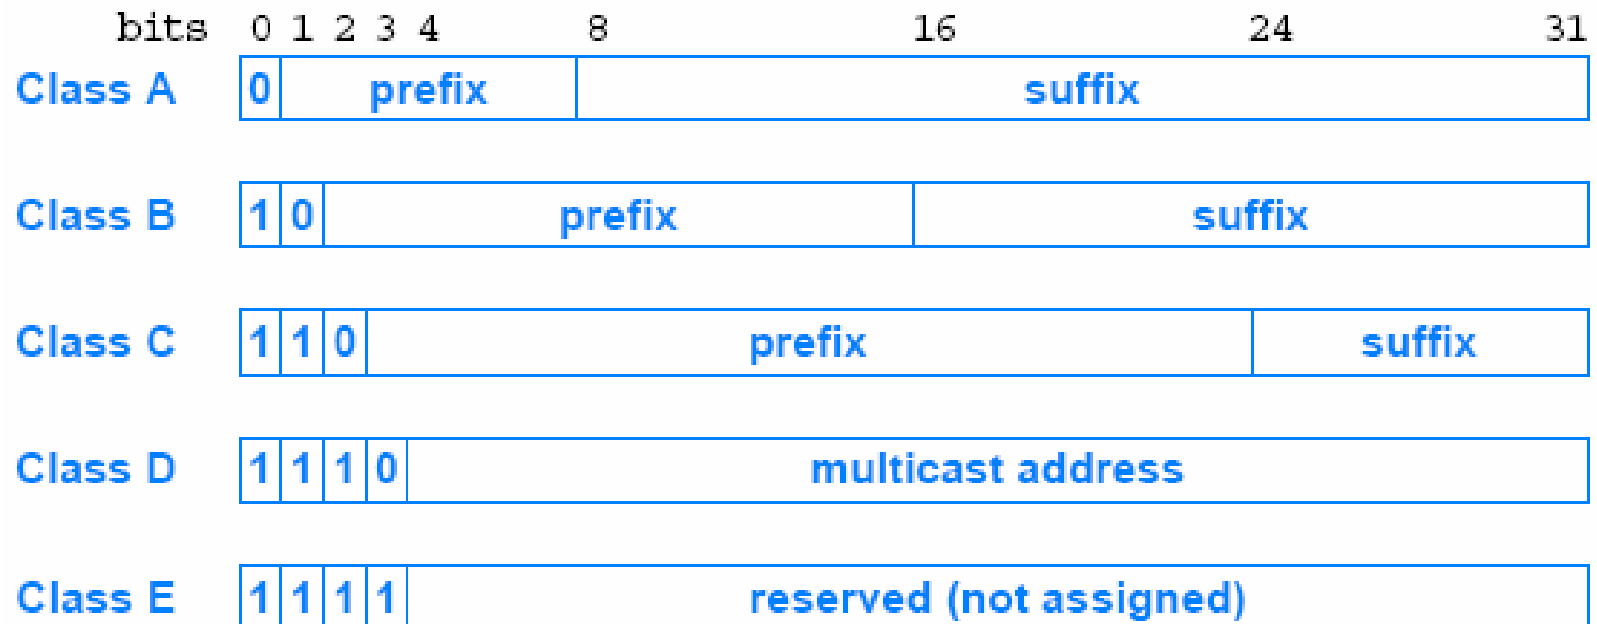 bits 0 1 2 3 4 8 16 24 31
Class A 0 prefix suffix
Class B 1 0 prefix suffix
Class C 1 1 0 prefix suffix
Class D 1 1 1 0 multicast address
Class E 1 1 1 1 reserved (not assigned)